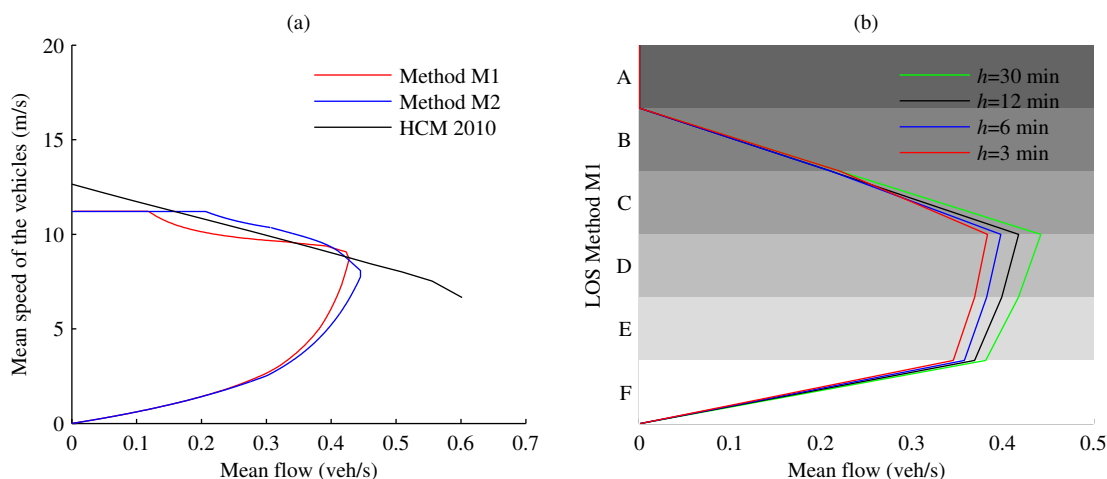 (a)
20
15
10
5
0
Mean speed of the vehicles (m/s)
Method M1
Method M2
HCM 2010
0 0.1 0.2 0.3 0.4 0.5 0.6 0.7
Mean flow (veh/s)
(b)
A
B
C
D
E
F
LOS Method M1
h=30 min
h=12 min
h=6 min
h=3 min
0 0.1 0.2 0.3 0.4 0.5
Mean flow (veh/s)